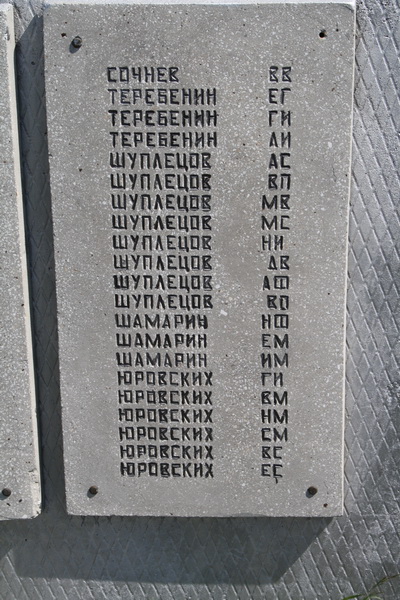 СОЧНЕВ ВВ
ТЕРЕБЕНИН ЕГ
ТЕРЕБЕНИН ГИ
ТЕРЕБЕНИН ЛИ
ШУПЛЕЦОВ АС
ШУПЛЕЦОВ ВП
ШУПЛЕЦОВ МВ
ШУПЛЕЦОВ МС
ШУПЛЕЦОВ НИ
ШУПЛЕЦОВ ДВ
ШУПЛЕЦОВ АФ
ШУПЛЕЦОВ
ШАМАРИН НФ
ШАМАРИН ЕМ
ШАМАРИН ИМ
ЮРОВСКИХ ГИ
ЮРОВСКИХ ВМ
ЮРОВСКИХ НМ
ЮРОВСКИХ СМ
ЮРОВСКИХ ВС
ЮРОВСКИХ ЕС